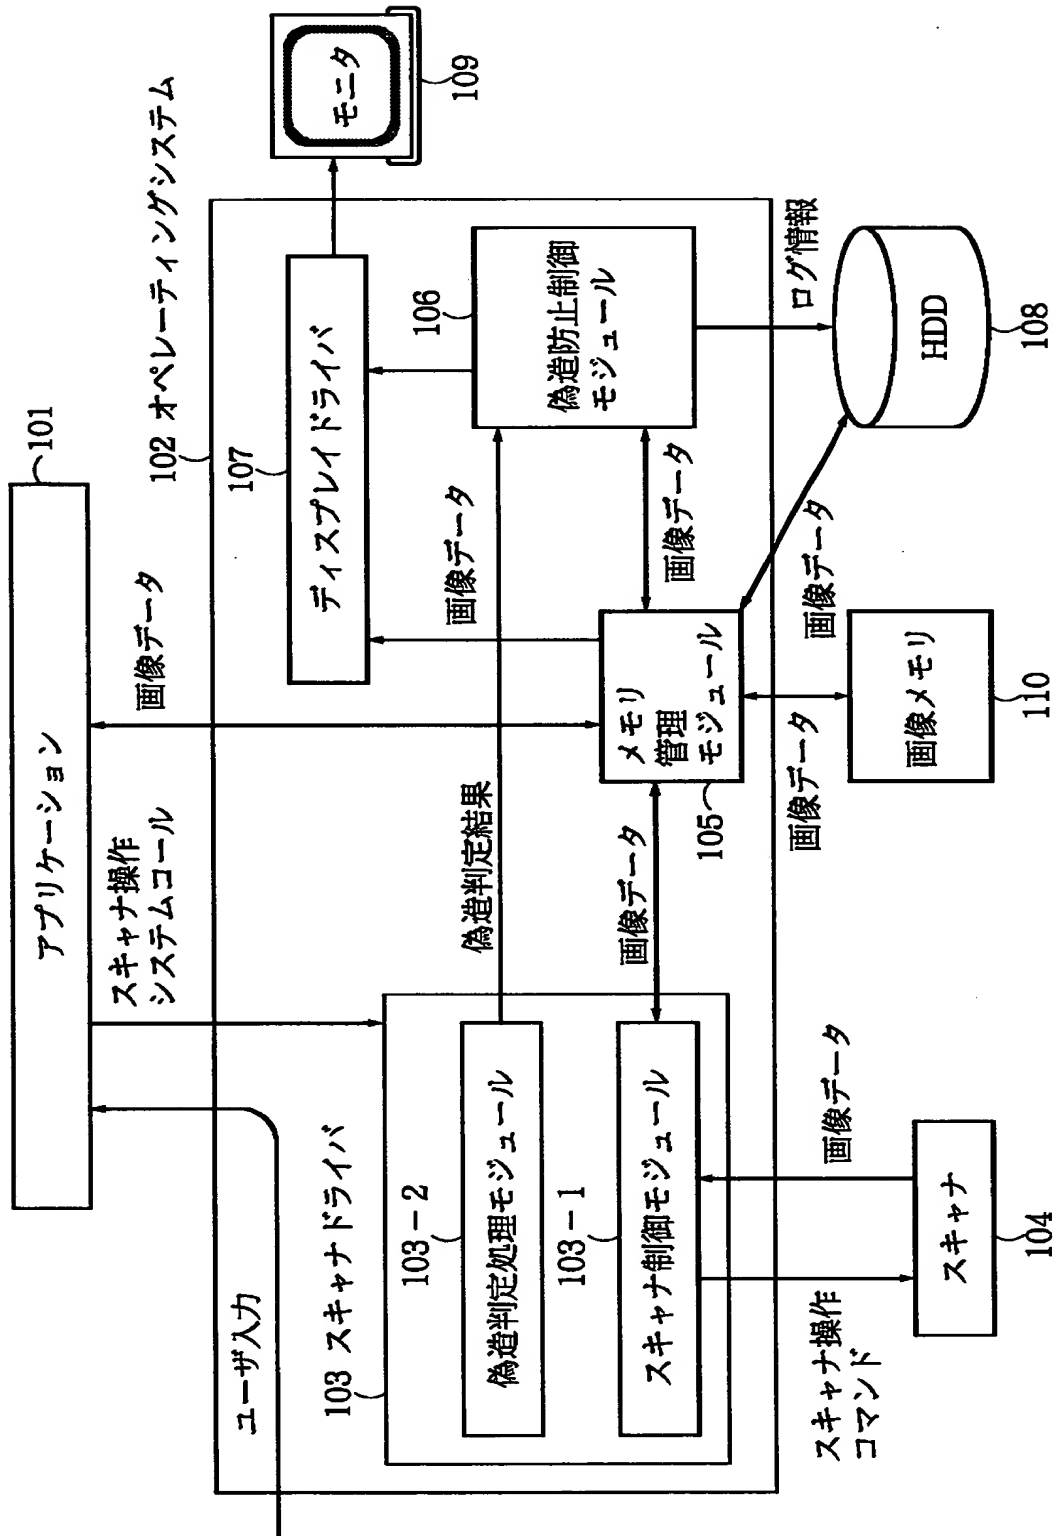 101
アプリケーション
スキャナ操作
システムコール
画像データ
102 オペレーティングシステム
ユーザ入力
103 スキャナドライバ
103-2
偽造判定処理モジュール
103-1
スキャナ制御モジュール
偽造判定結果
画像データ
107
ディスプレイドライバ
画像データ
106
偽造防止制御
モジュール
画像データ
メモリ
管理
モジュール
105
モニタ
109
スキャナ操作
コマンド
画像データ
スキャナ
104
画像データ
画像メモリ
110
画像データ
ログ情報
HDD
108